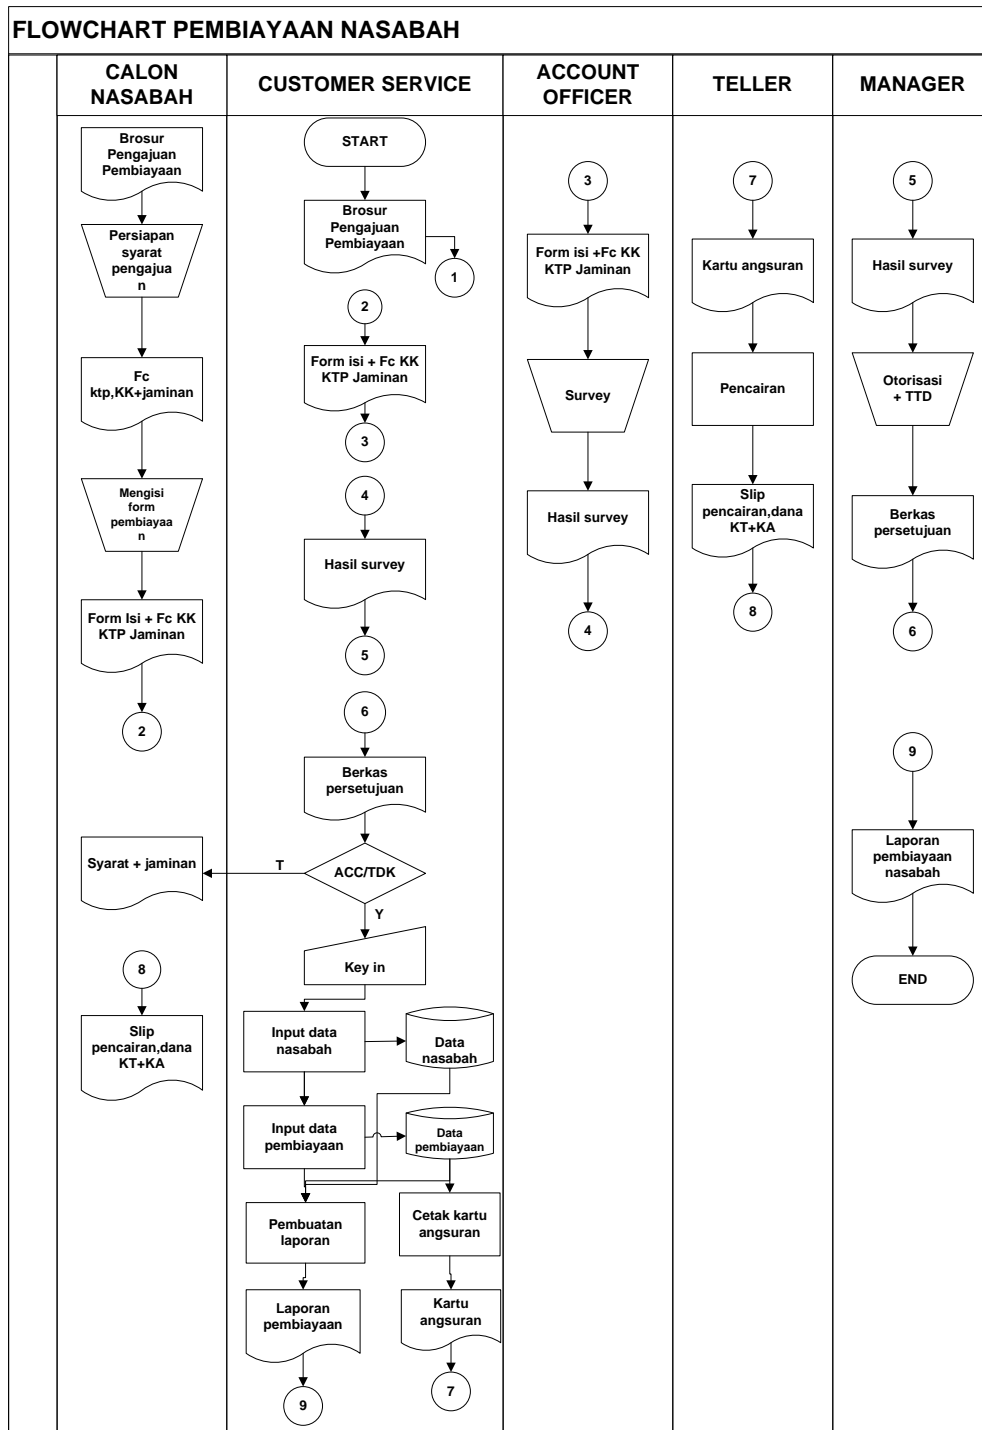 FLOWCHART PEMBIAYAAN NASABAH
CALON
NASABAH
Brosur
Pengajuan
Pembiayaan
Persiapan
syarat
pengajua
n
Fc
ktp,KK+jaminan
Mengisi
form
pembiayaa
n
Form Isi + Fc KK
KTP Jaminan
2
Syarat + jaminan
8
Slip
pencairan,dana
KT+KA
CUSTOMER SERVICE
START
Brosur
Pengajuan
Pembiayaan
1
2
Form isi + Fc KK
KTP Jaminan
3
4
Hasil survey
5
6
Berkas
persetujuan
ACC/TDK
T
Y
Key in
Input data
nasabah
Data
nasabah
Input data
pembiayaan
Data
pembiayaan
Pembuatan
laporan
Cetak kartu
angsuran
Laporan
pembiayaan
Kartu
angsuran
9
7
ACCOUNT
OFFICER
3
Form isi +Fc KK
KTP Jaminan
Survey
Hasil survey
4
TELLER
7
Kartu angsuran
Pencairan
Slip
pencairan,dana
KT+KA
8
MANAGER
5
Hasil survey
Otorisasi
+ TTD
Berkas
persetujuan
6
9
Laporan
pembiayaan
nasabah
END